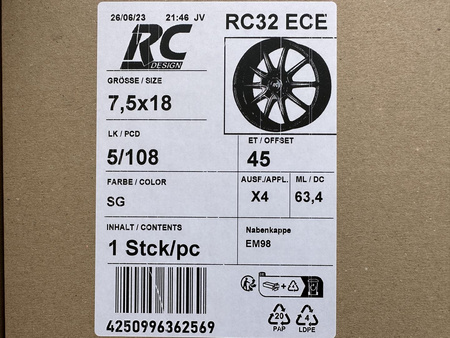 26/06/23 21:46 JV
RC
DESIGN
RC32 ECE
GRÖSSE / SIZE
7,5x18
LK / PCD
5/108
ET / OFFSET
45
FARBE / COLOR
SG
AUSF./APPL.
X4
ML / DC
63,4
INHALT / CONTENTS
1 Stck/pc
Nabenkappe
EM98
4250996362569
20
PAP
4
LDPE